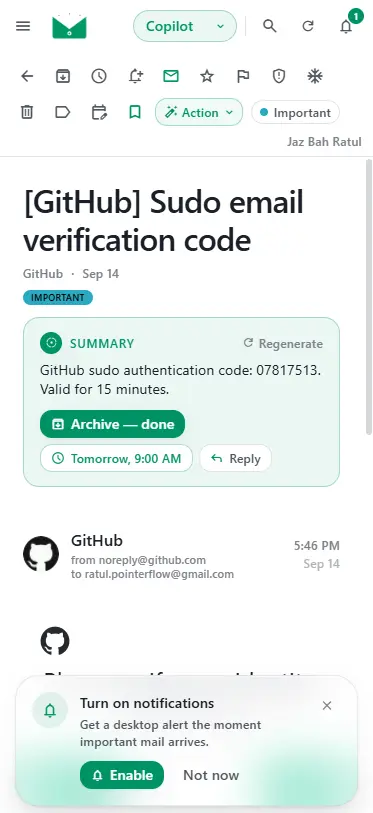 Copilot
1
Action
Important
Jaz Bah Ratul
[GitHub] Sudo email
verification code
GitHub · Sep 14
IMPORTANT
SUMMARY
Regenerate
GitHub sudo authentication code: 07817513.
Valid for 15 minutes.
Archive — done
Tomorrow, 9:00 AM
Reply
GitHub
5:46 PM
from noreply@github.com
Sep 14
to ratul.pointerflow@gmail.com
Turn on notifications
Get a desktop alert the moment
important mail arrives.
Enable
Not now